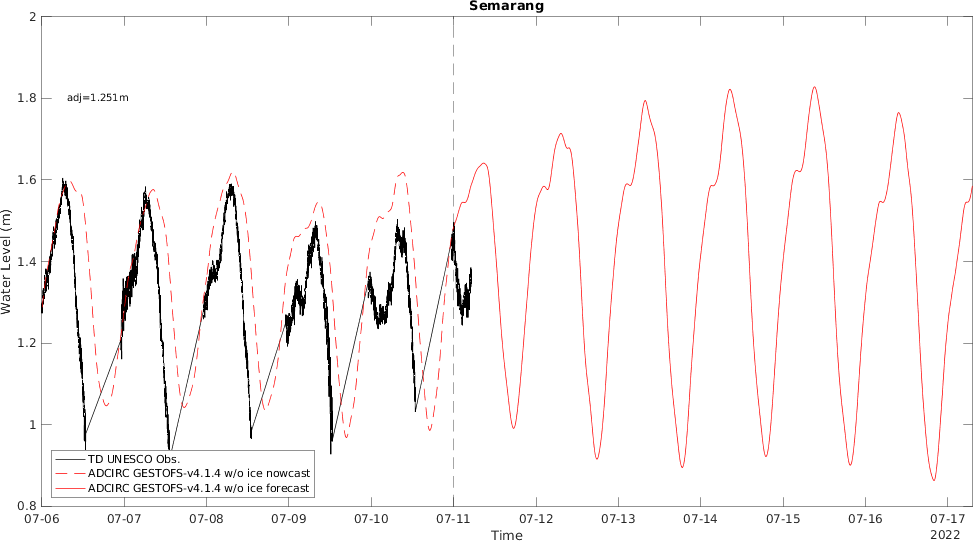 Semarang
2
1.8
1.6
1.4
1.2
1
0.8
Water Level (m)
adj=1.251m
TD UNESCO Obs.
ADCIRC GESTOFS-v4.1.4 w/o ice nowcast
ADCIRC GESTOFS-v4.1.4 w/o ice forecast
07-06 07-07 07-08 07-09 07-10 07-11 07-12 07-13 07-14 07-15 07-16 07-17
2022
Time